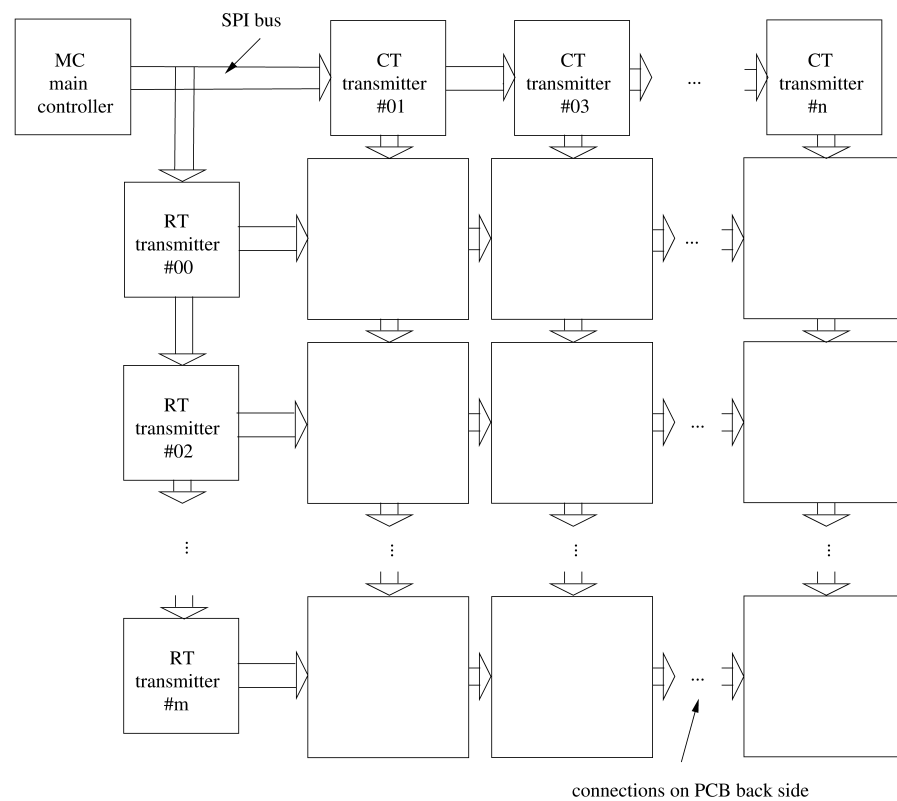 SPI bus
MC
main
controller
CT
transmitter
#01
CT
transmitter
#03
...
CT
transmitter
#n
RT
transmitter
#00
...
RT
transmitter
#02
...
...
...
...
...
RT
transmitter
#m
...
connections on PCB back side